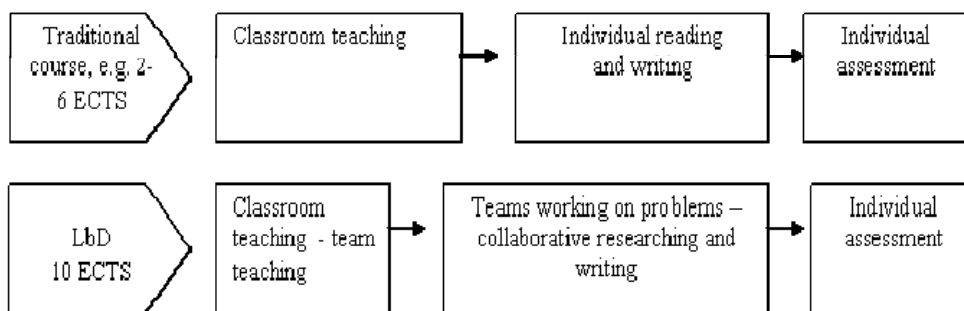 Traditional
course, e.g. 2-
6 ECTS
Classroom teaching
Individual reading
and writing
Individual
assessment
LbD
10 ECTS
Classroom
teaching - team
teaching
Teams working on problems –
collaborative researching and
writing
Individual
assessment